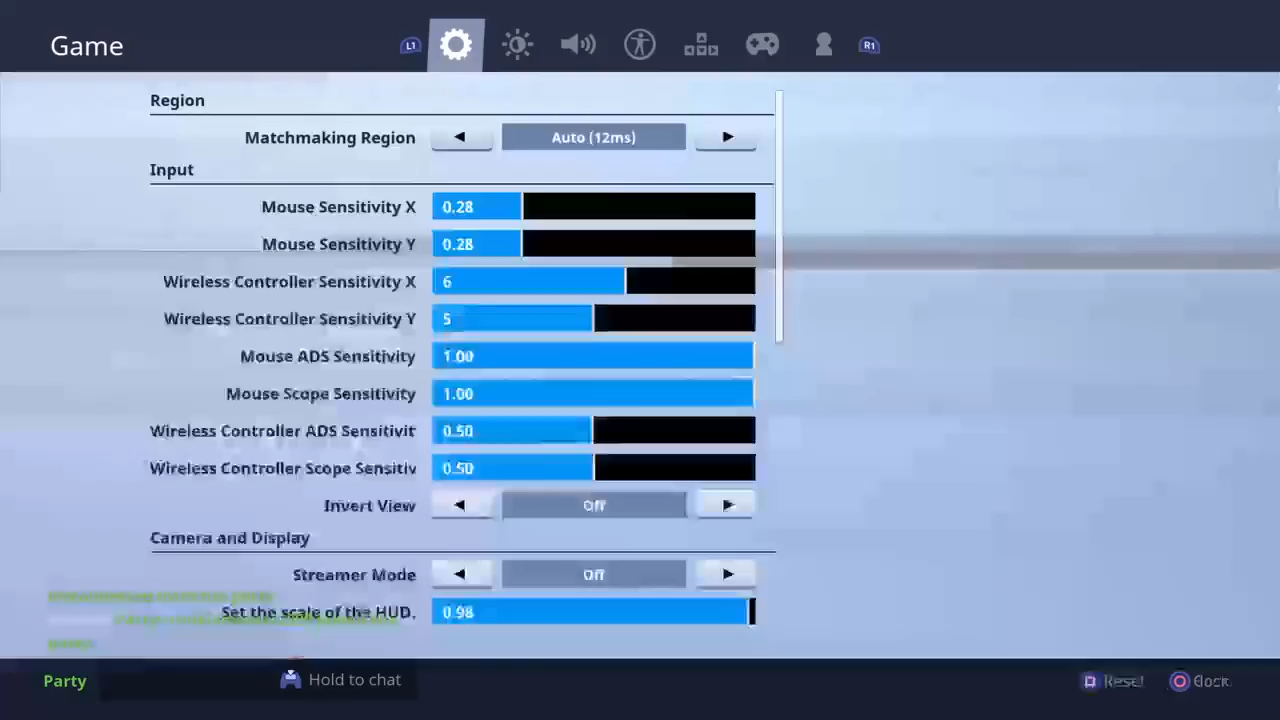 Game
L1
R1
Region
Matchmaking Region
Auto (12ms)
Input
Mouse Sensitivity X
0.28
Mouse Sensitivity Y
0.28
Wireless Controller Sensitivity X
6
Wireless Controller Sensitivity Y
5
Mouse ADS Sensitivity
1.00
Mouse Scope Sensitivity
1.00
Wireless Controller ADS Sensitivit
0.50
Wireless Controller Scope Sensitiv
0.50
Invert View
Off
Camera and Display
Streamer Mode
Off
Set the scale of the HUD.
0.98
Party
Hold to chat
Reset